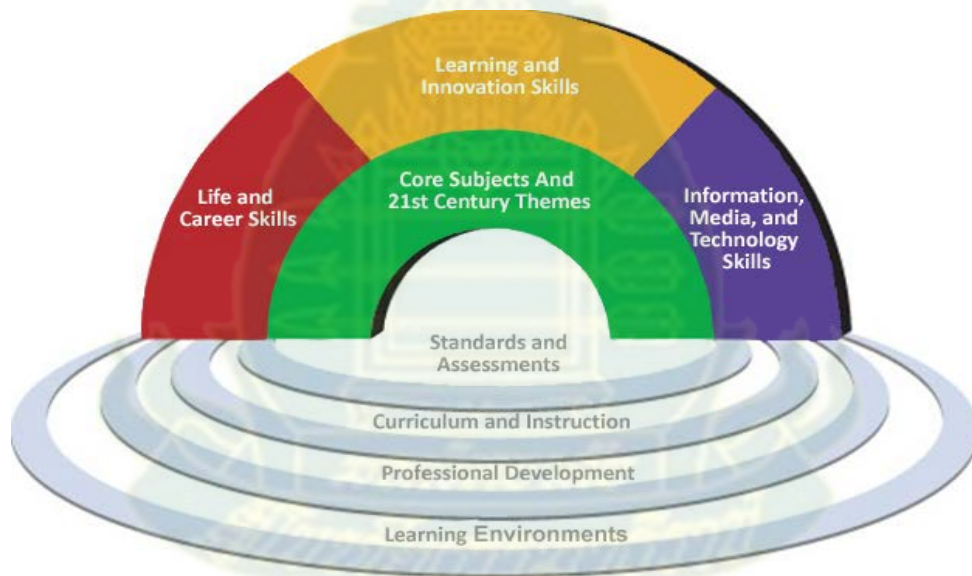 Learning and
Innovation Skills
Life and
Career Skills
Core Subjects And
21st Century Themes
Information,
Media, and
Technology
Skills
Standards and
Assessments
Curriculum and Instruction
Professional Development
Learning Environments